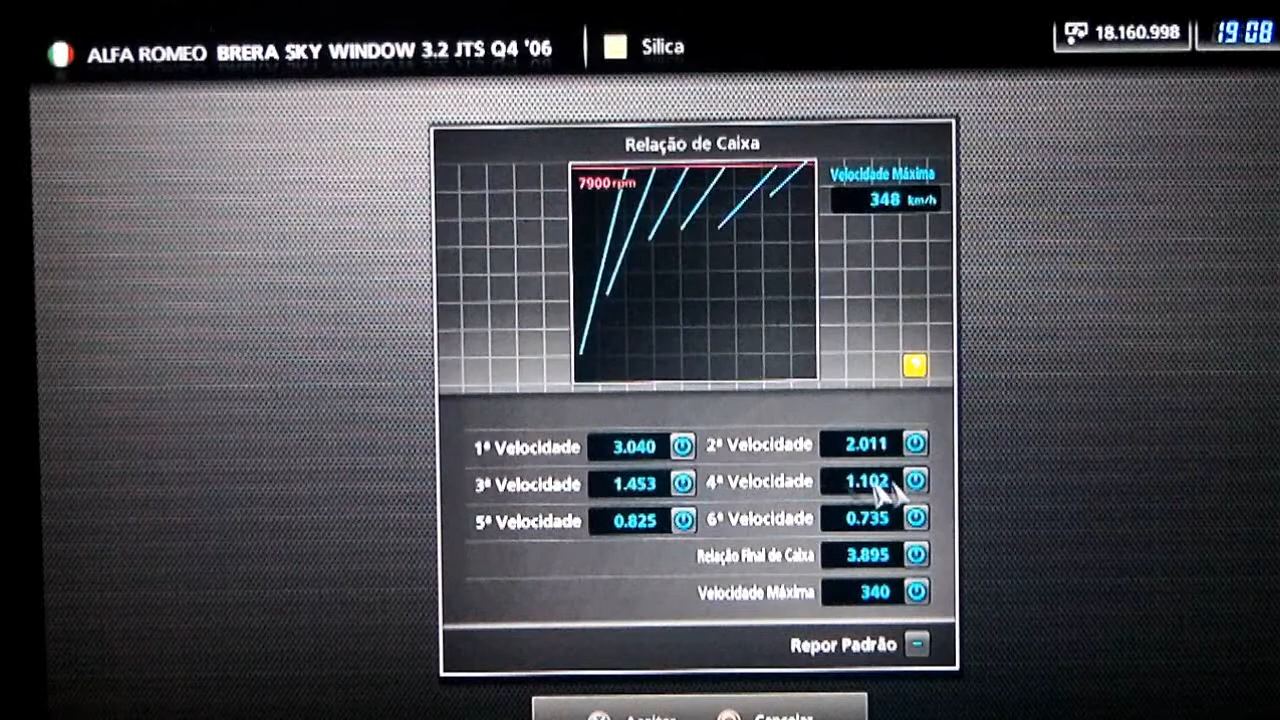 ALFA ROMEO BRERA SKY WINDOW 3.2 JTS Q4 '06 Silica 18.160.998 19:08
Relação de Caixa
7900rpm
Velocidade Máxima
348 km/h
1ª Velocidade 3.040 2ª Velocidade 2.011
3ª Velocidade 1.453 4ª Velocidade 1.102
5ª Velocidade 0.825 6ª Velocidade 0.735
Relação Final de Caixa 3.895
Velocidade Máxima 340
Repor Padrão
Aceitar Cancelar